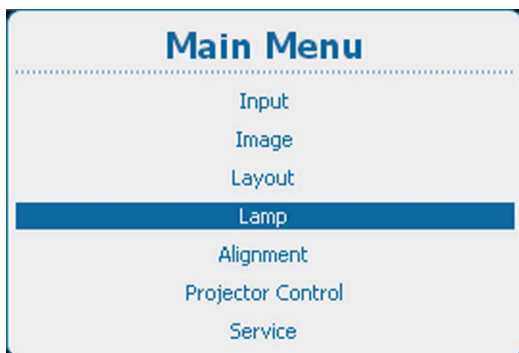 Main Menu
Input
Image
Layout
Lamp
Alignment
Projector Control
Service